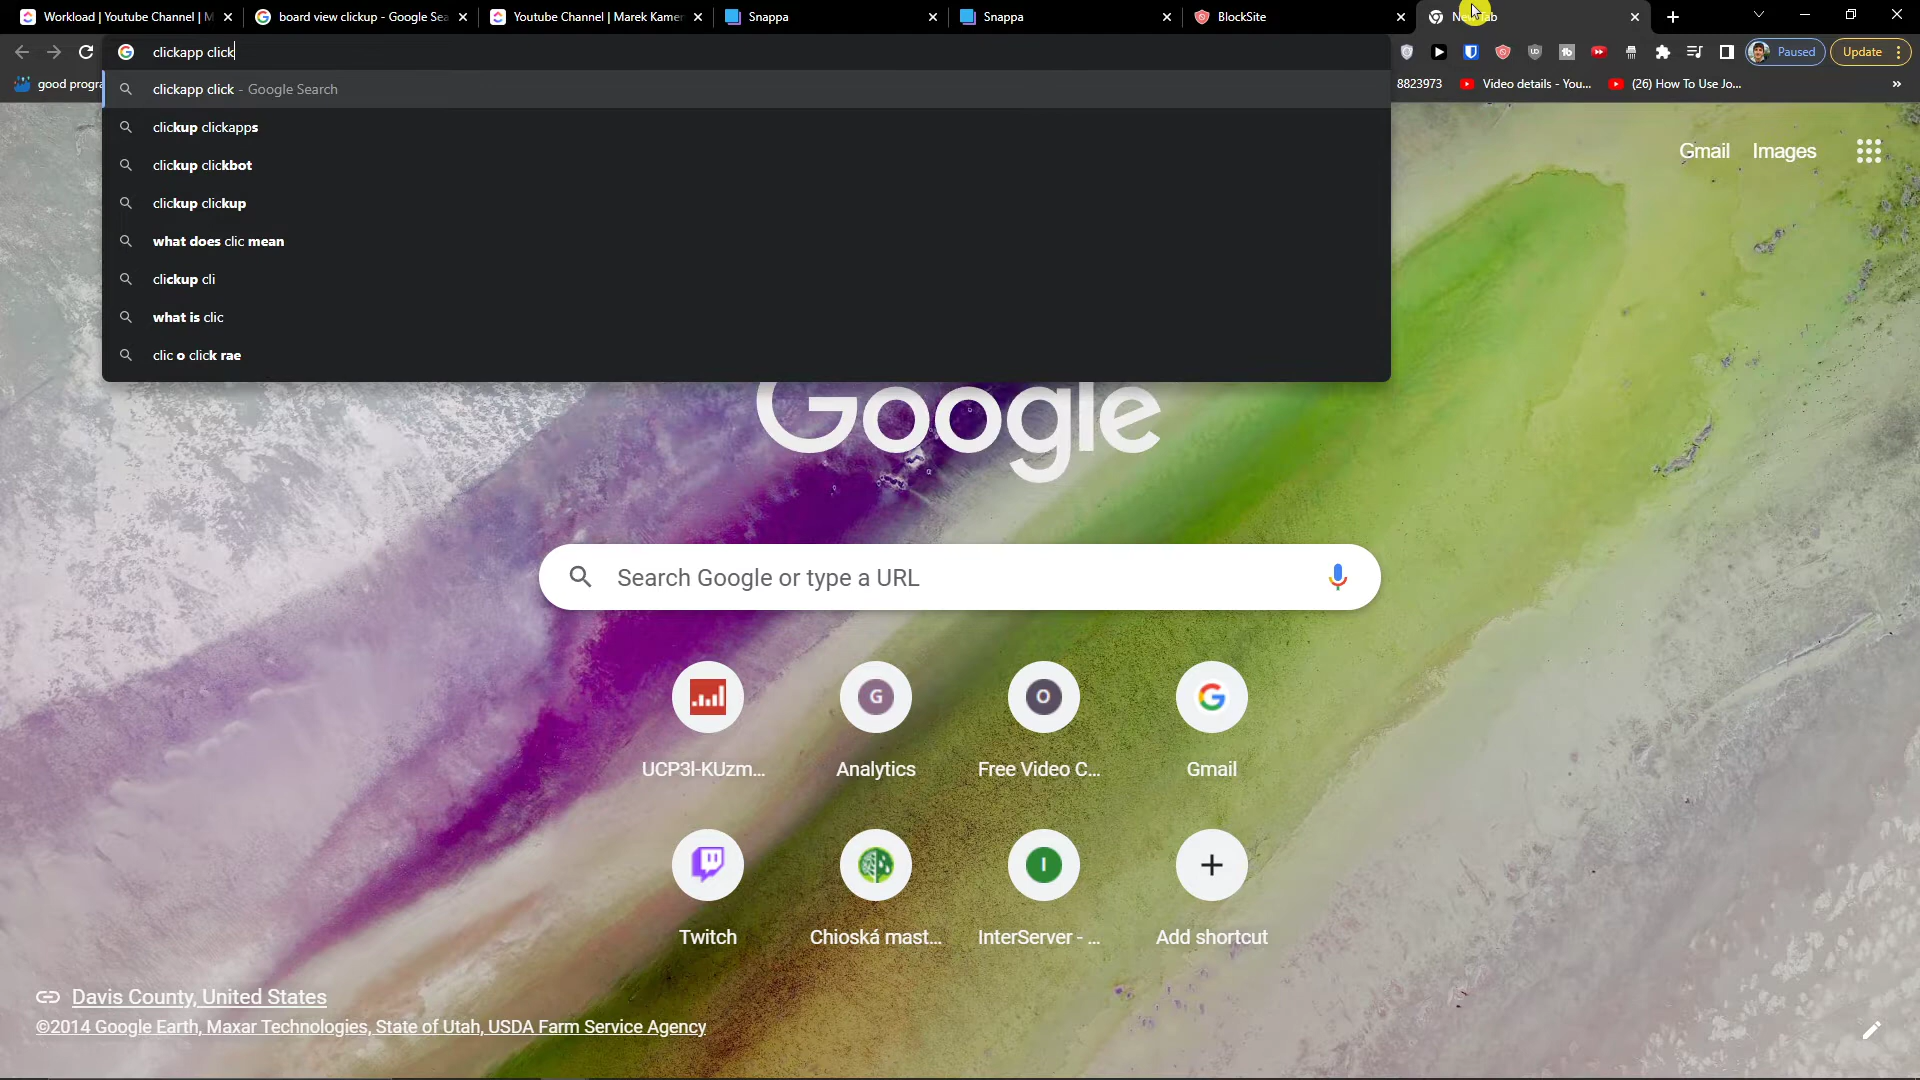 Workload | Youtube Channel | M
board view clickup - Google Sea
Youtube Channel | Marek Kamer
Snappa
Snappa
BlockSite
clickapp click
Paused
Update
good progra
8823973
Video details - You...
(26) How To Use Jo...
clickapp click - Google Search
clickup clickapps
clickup clickbot
clickup clickup
what does clic mean
clickup cli
what is clic
clic o click rae
Gmail
Images
Google
Search Google or type a URL
UCP3l-KUzm...
Analytics
Free Video C...
Gmail
Twitch
Chioská mast...
InterServer - ...
Add shortcut
Davis County, United States
©2014 Google Earth, Maxar Technologies, State of Utah, USDA Farm Service Agency